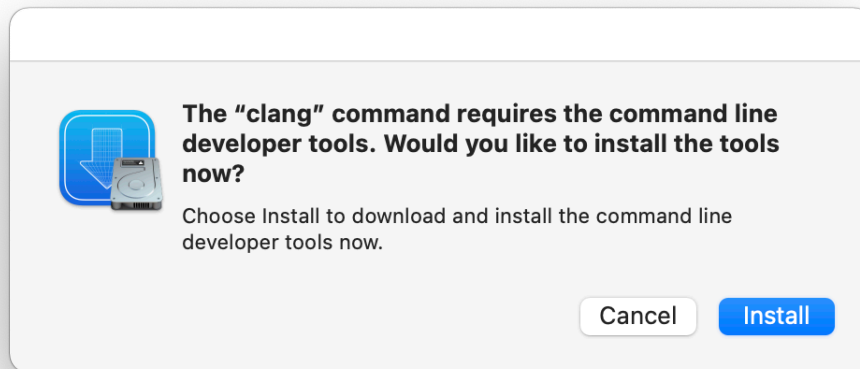 The “clang” command requires the command line
developer tools. Would you like to install the tools
now?
Choose Install to download and install the command line
developer tools now.
Cancel
Install